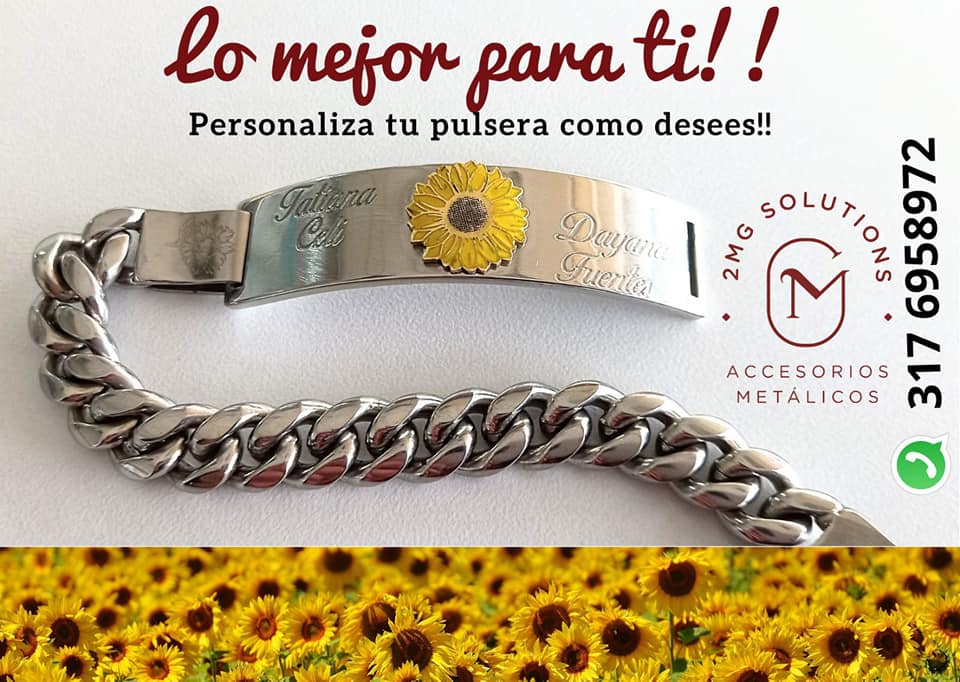 Lo mejor para ti! !
Personaliza tu pulsera como desees!!
Tatiana
Celi
Dayana
Fuentes
2MG SOLUTIONS
M
ACCESORIOS
METÁLICOS
317 6958972